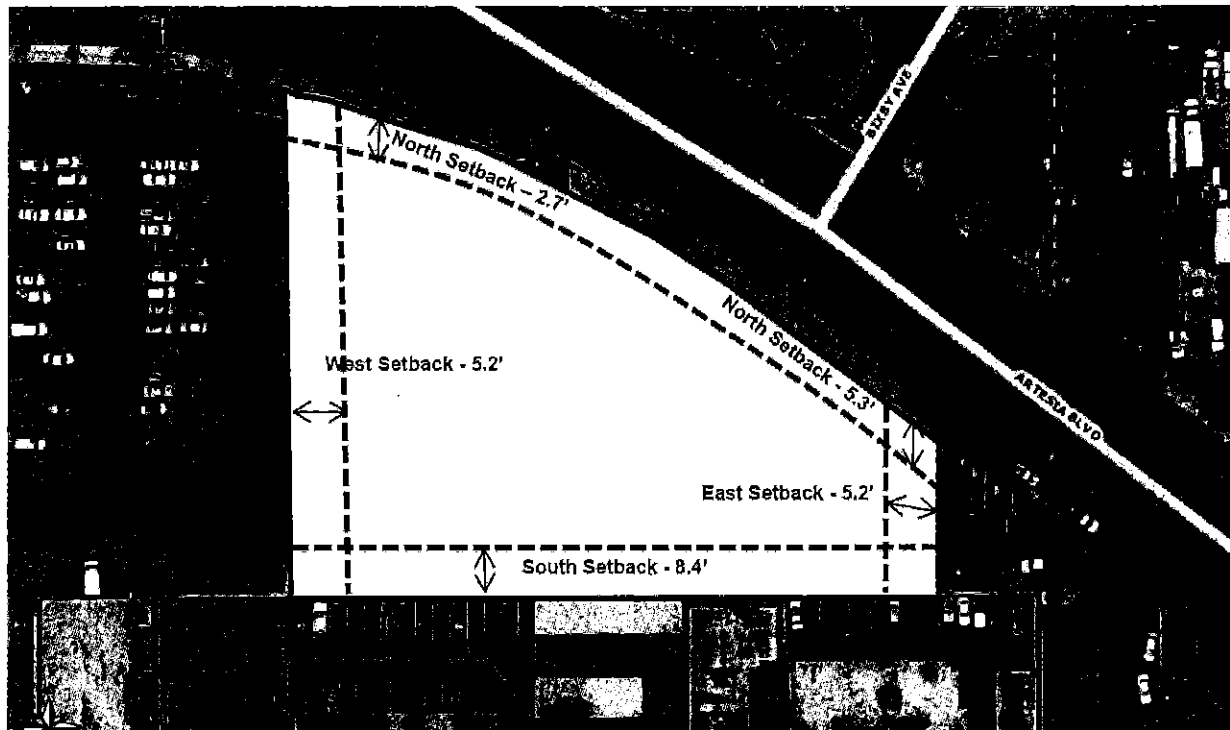 BIXBY AVE
North Setback – 2.7'
North Setback - 5.3'
West Setback - 5.2'
ARTESIA BLVD
East Setback - 5.2'
South Setback - 8.4'